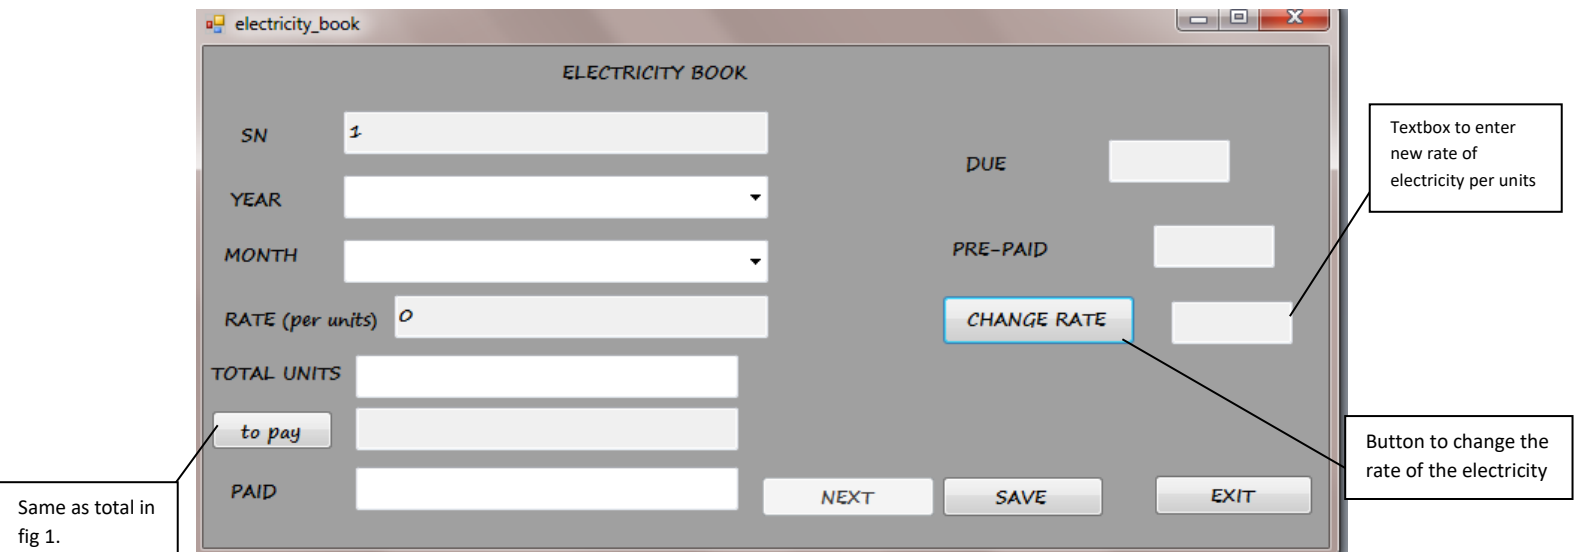 electricity_book
ELECTRICITY BOOK
SN
1
YEAR
MONTH
RATE (per units)
0
TOTAL UNITS
to pay
PAID
DUE
PRE-PAID
CHANGE RATE
NEXT
SAVE
EXIT
Textbox to enter
new rate of
electricity per units
Button to change the
rate of the electricity
Same as total in
fig 1.